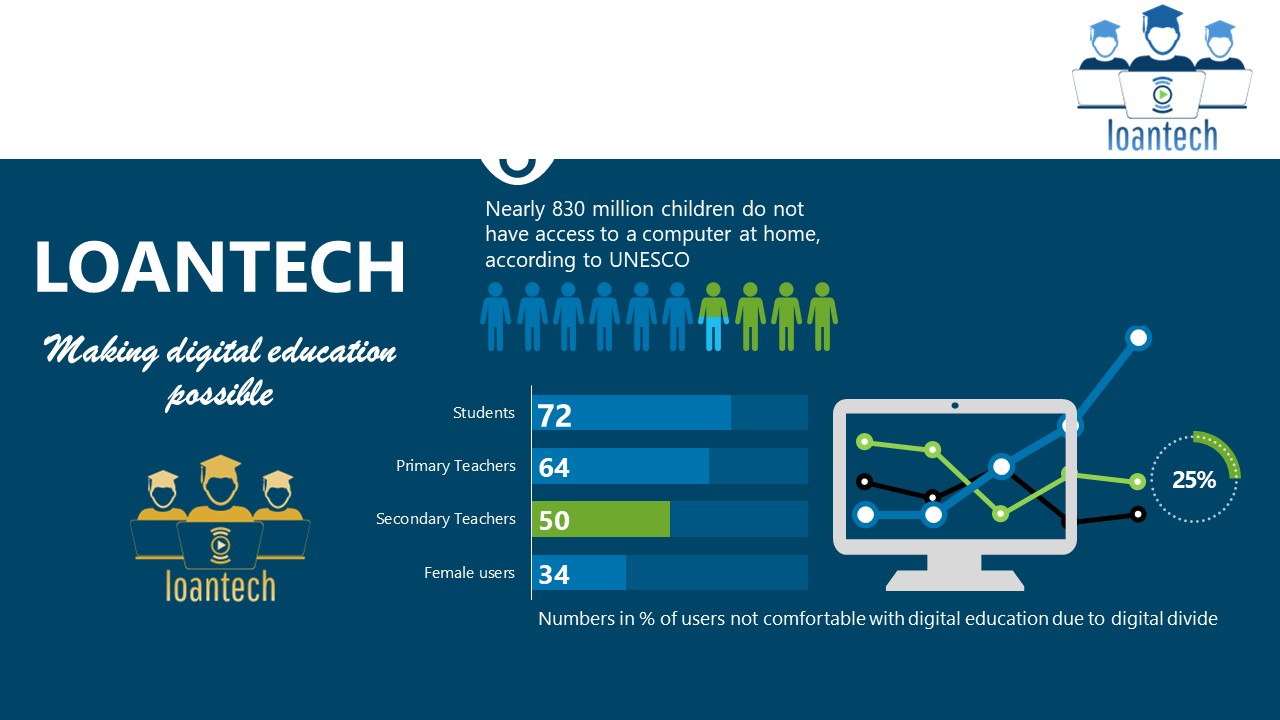 loantech
LOANTECH
Making digital education
possible
loantech
Nearly 830 million children do not
have access to a computer at home,
according to UNESCO
Students 72
Primary Teachers 64
Secondary Teachers 50
Female users 34
25%
Numbers in % of users not comfortable with digital education due to digital divide